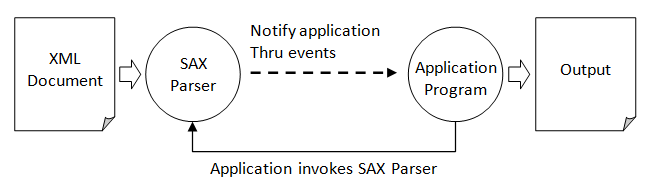 XML
Document
SAX
Parser
Notify application
Thru events
Application
Program
Output
Application invokes SAX Parser